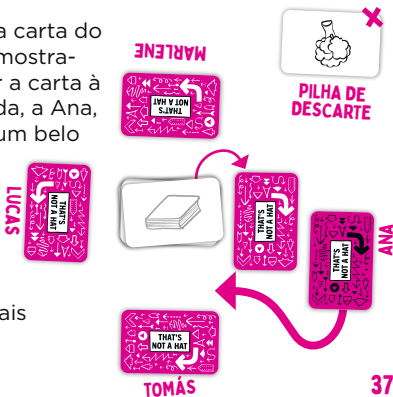 a carta do
mostra-
r a carta à
da, a Ana,
um belo
ais
MARLENE
PILHA DE
DESCARTE
THAT'S
NOT A HAT
LUCAS
THAT'S
NOT A HAT
THAT'S
NOT A HAT
THAT'S
NOT A HAT
ANA
THAT'S
NOT A HAT
TOMÁS
37